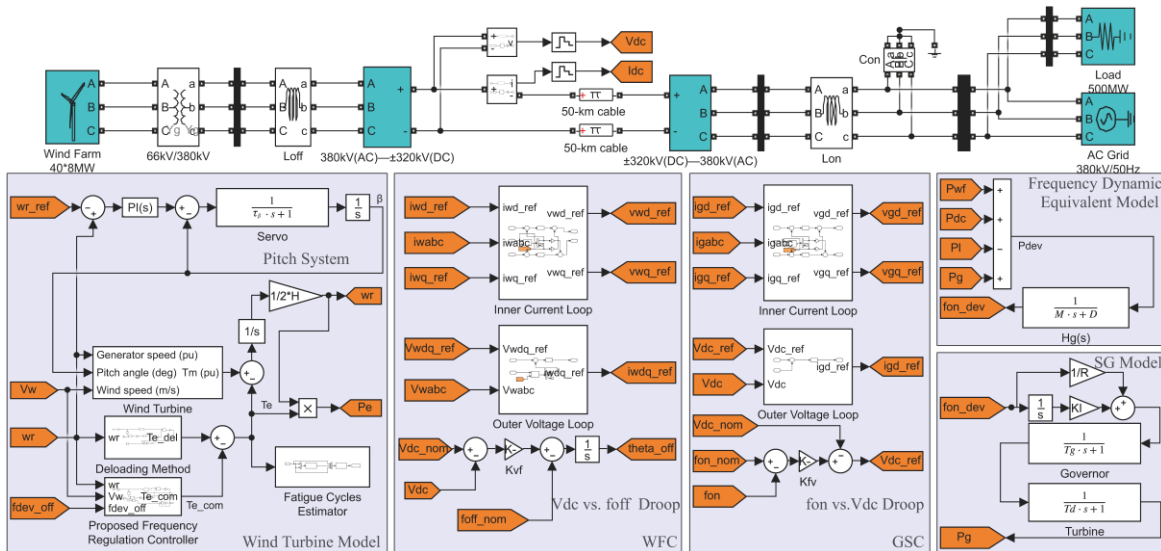 Vdc
Idc
A A a A a A +
B B b B b B
C C g c C c C -
50-km cable
50-km cable
+ A A a
B B b
- C C c
Con
A a B b C c
A
B
C
Load
500MW
A
B
C
AC Grid
380kV/50Hz
Wind Farm
40*8MW
66kV/380kV
Loff
380kV(AC)—±320kV(DC)
±320kV(DC)—380kV(AC)
Lon
wr_ref
PI(s)
1
τβ · s+1
Servo
1
s
β
Pitch System
1/2*H
wr
1/s
Generator speed (pu)
Pitch angle (deg) Tm (pu)
Wind speed (m/s)
Wind Turbine
Vw
Te
×
Pe
wr
wr Te_del
Deloading Method
wr
Vw Te_com
fdev_off
fdev_off
Te_com
Proposed Frequency
Regulation Controller
Fatigue Cycles
Estimator
Wind Turbine Model
iwd_ref
iwabc
iwq_ref
iwd_ref vwd_ref
iwabc
iwq_ref vwq_ref
vwd_ref
vwq_ref
Inner Current Loop
Vwdq_ref
Vwabc
Vwdq_ref
iwdq_ref
Vwabc
iwdq_ref
Outer Voltage Loop
Vdc_nom
K-
Kvf
1
s
theta_off
Vdc
foff_nom
Vdc vs. foff Droop
WFC
igd_ref
igabc
igq_ref
igd_ref vgd_ref
igabc
igq_ref vgq_ref
vgd_ref
vgq_ref
Inner Current Loop
Vdc_ref
Vdc
Vdc_ref
igd_ref
Vdc
igd_ref
Outer Voltage Loop
Vdc_nom
fon_nom
K-
Kfv
Vdc_ref
fon
fon vs.Vdc Droop
GSC
Frequency Dynamic
Equivalent Model
Pwf
Pdc
Pl
Pg
Pdev
fon_dev
1
M · s+D
Hg(s)
SG Model
fon_dev
1/R
1
s
KI
1
Tg · s+1
Governor
1
Td · s+1
Turbine
Pg